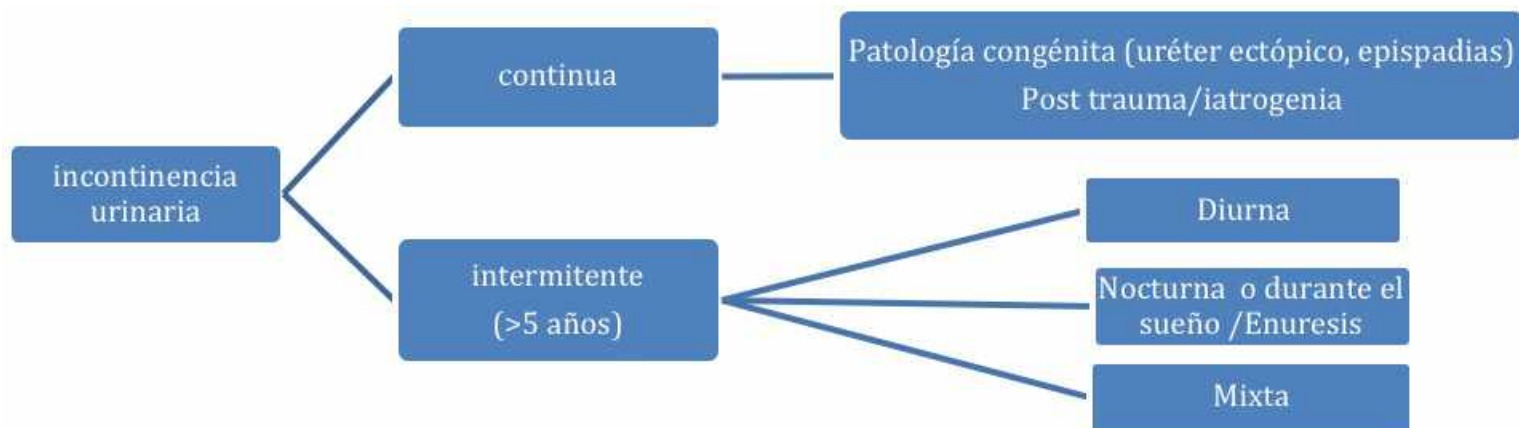 incontinencia
urinaria
continua
Patología congénita (uréter ectópico, epispadias)
Post trauma/iatrogenia
intermitente
(>5 años)
Diurna
Nocturna o durante el
sueño /Enuresis
Mixta